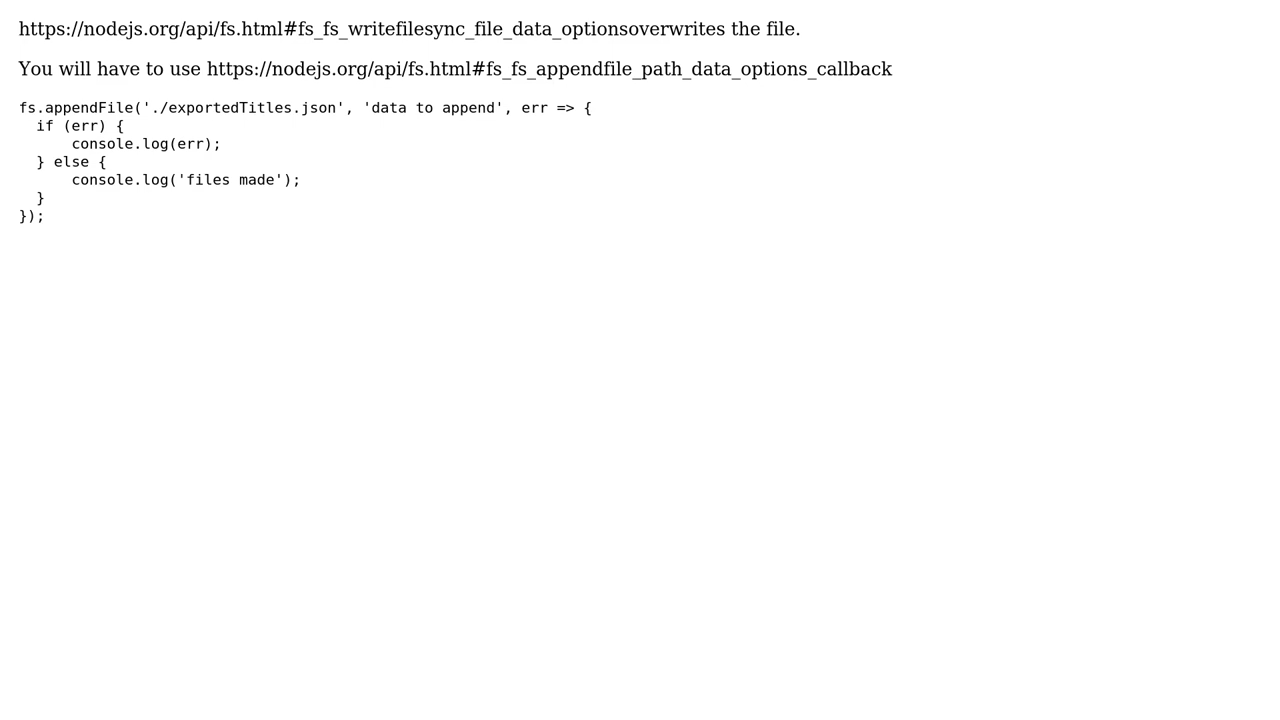 https://nodejs.org/api/fs.html#fs_fs_writefilesync_file_data_optionsoverwrites the file.
You will have to use https://nodejs.org/api/fs.html#fs_fs_appendfile_path_data_options_callback
fs.appendFile('./exportedTitles.json', 'data to append', err => {
  if (err) {
      console.log(err);
  } else {
      console.log('files made');
  }
});